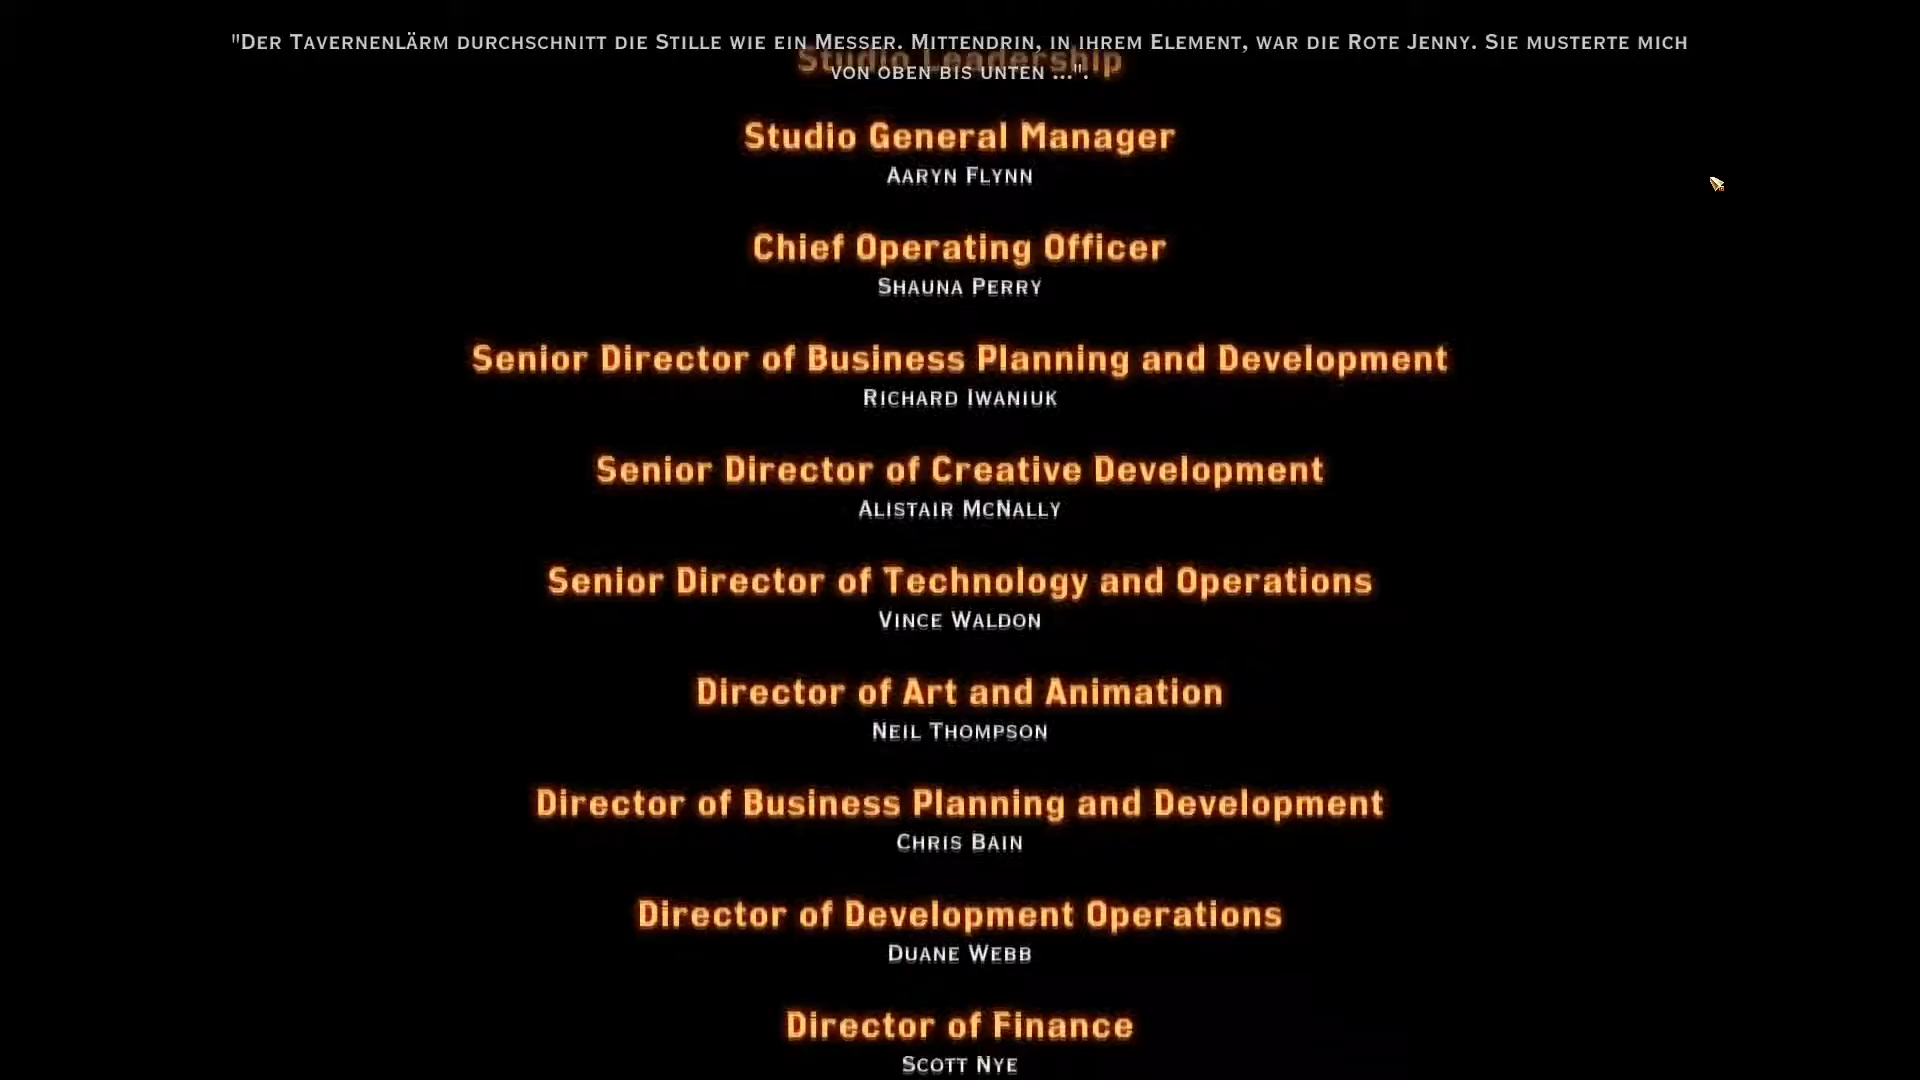 "Der Tavernenlärm durchschnitt die Stille wie ein Messer. Mittendrin, in ihrem Element, war die Rote Jenny. Sie musterte mich
von oben bis unten ...".
Studio Leadership
Studio General Manager
Aaryn Flynn
Chief Operating Officer
Shauna Perry
Senior Director of Business Planning and Development
Richard Iwaniuk
Senior Director of Creative Development
Alistair McNally
Senior Director of Technology and Operations
Vince Waldon
Director of Art and Animation
Neil Thompson
Director of Business Planning and Development
Chris Bain
Director of Development Operations
Duane Webb
Director of Finance
Scott Nye